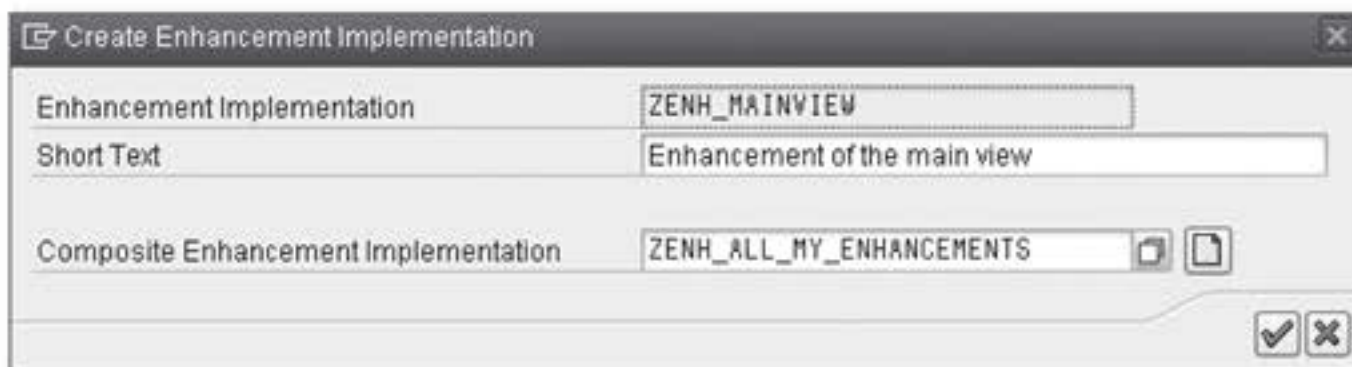 Create Enhancement Implementation
Enhancement Implementation ZENH_MAINVIEW
Short Text Enhancement of the main view
Composite Enhancement Implementation ZENH_ALL_MY_ENHANCEMENTS